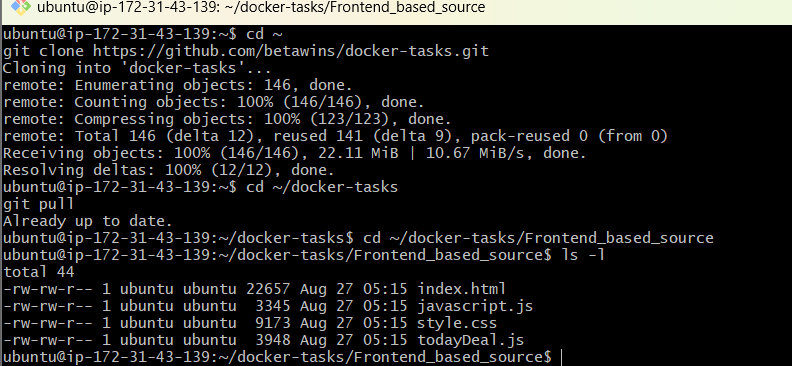 ubuntu@ip-172-31-43-139: ~/docker-tasks/Frontend_based_source
ubuntu@ip-172-31-43-139:~$ cd ~
git clone https://github.com/betawins/docker-tasks.git
Cloning into 'docker-tasks'...
remote: Enumerating objects: 146, done.
remote: Counting objects: 100% (146/146), done.
remote: Compressing objects: 100% (123/123), done.
remote: Total 146 (delta 12), reused 141 (delta 9), pack-reused 0 (from 0)
Receiving objects: 100% (146/146), 22.11 MiB | 10.67 MiB/s, done.
Resolving deltas: 100% (12/12), done.
ubuntu@ip-172-31-43-139:~$ cd ~/docker-tasks
git pull
Already up to date.
ubuntu@ip-172-31-43-139:~/docker-tasks$ cd ~/docker-tasks/Frontend_based_source
ubuntu@ip-172-31-43-139:~/docker-tasks/Frontend_based_source$ ls -l
total 44
-rw-rw-r-- 1 ubuntu ubuntu 22657 Aug 27 05:15 index.html
-rw-rw-r-- 1 ubuntu ubuntu  3345 Aug 27 05:15 javascript.js
-rw-rw-r-- 1 ubuntu ubuntu  9173 Aug 27 05:15 style.css
-rw-rw-r-- 1 ubuntu ubuntu  3948 Aug 27 05:15 todayDeal.js
ubuntu@ip-172-31-43-139:~/docker-tasks/Frontend_based_source$